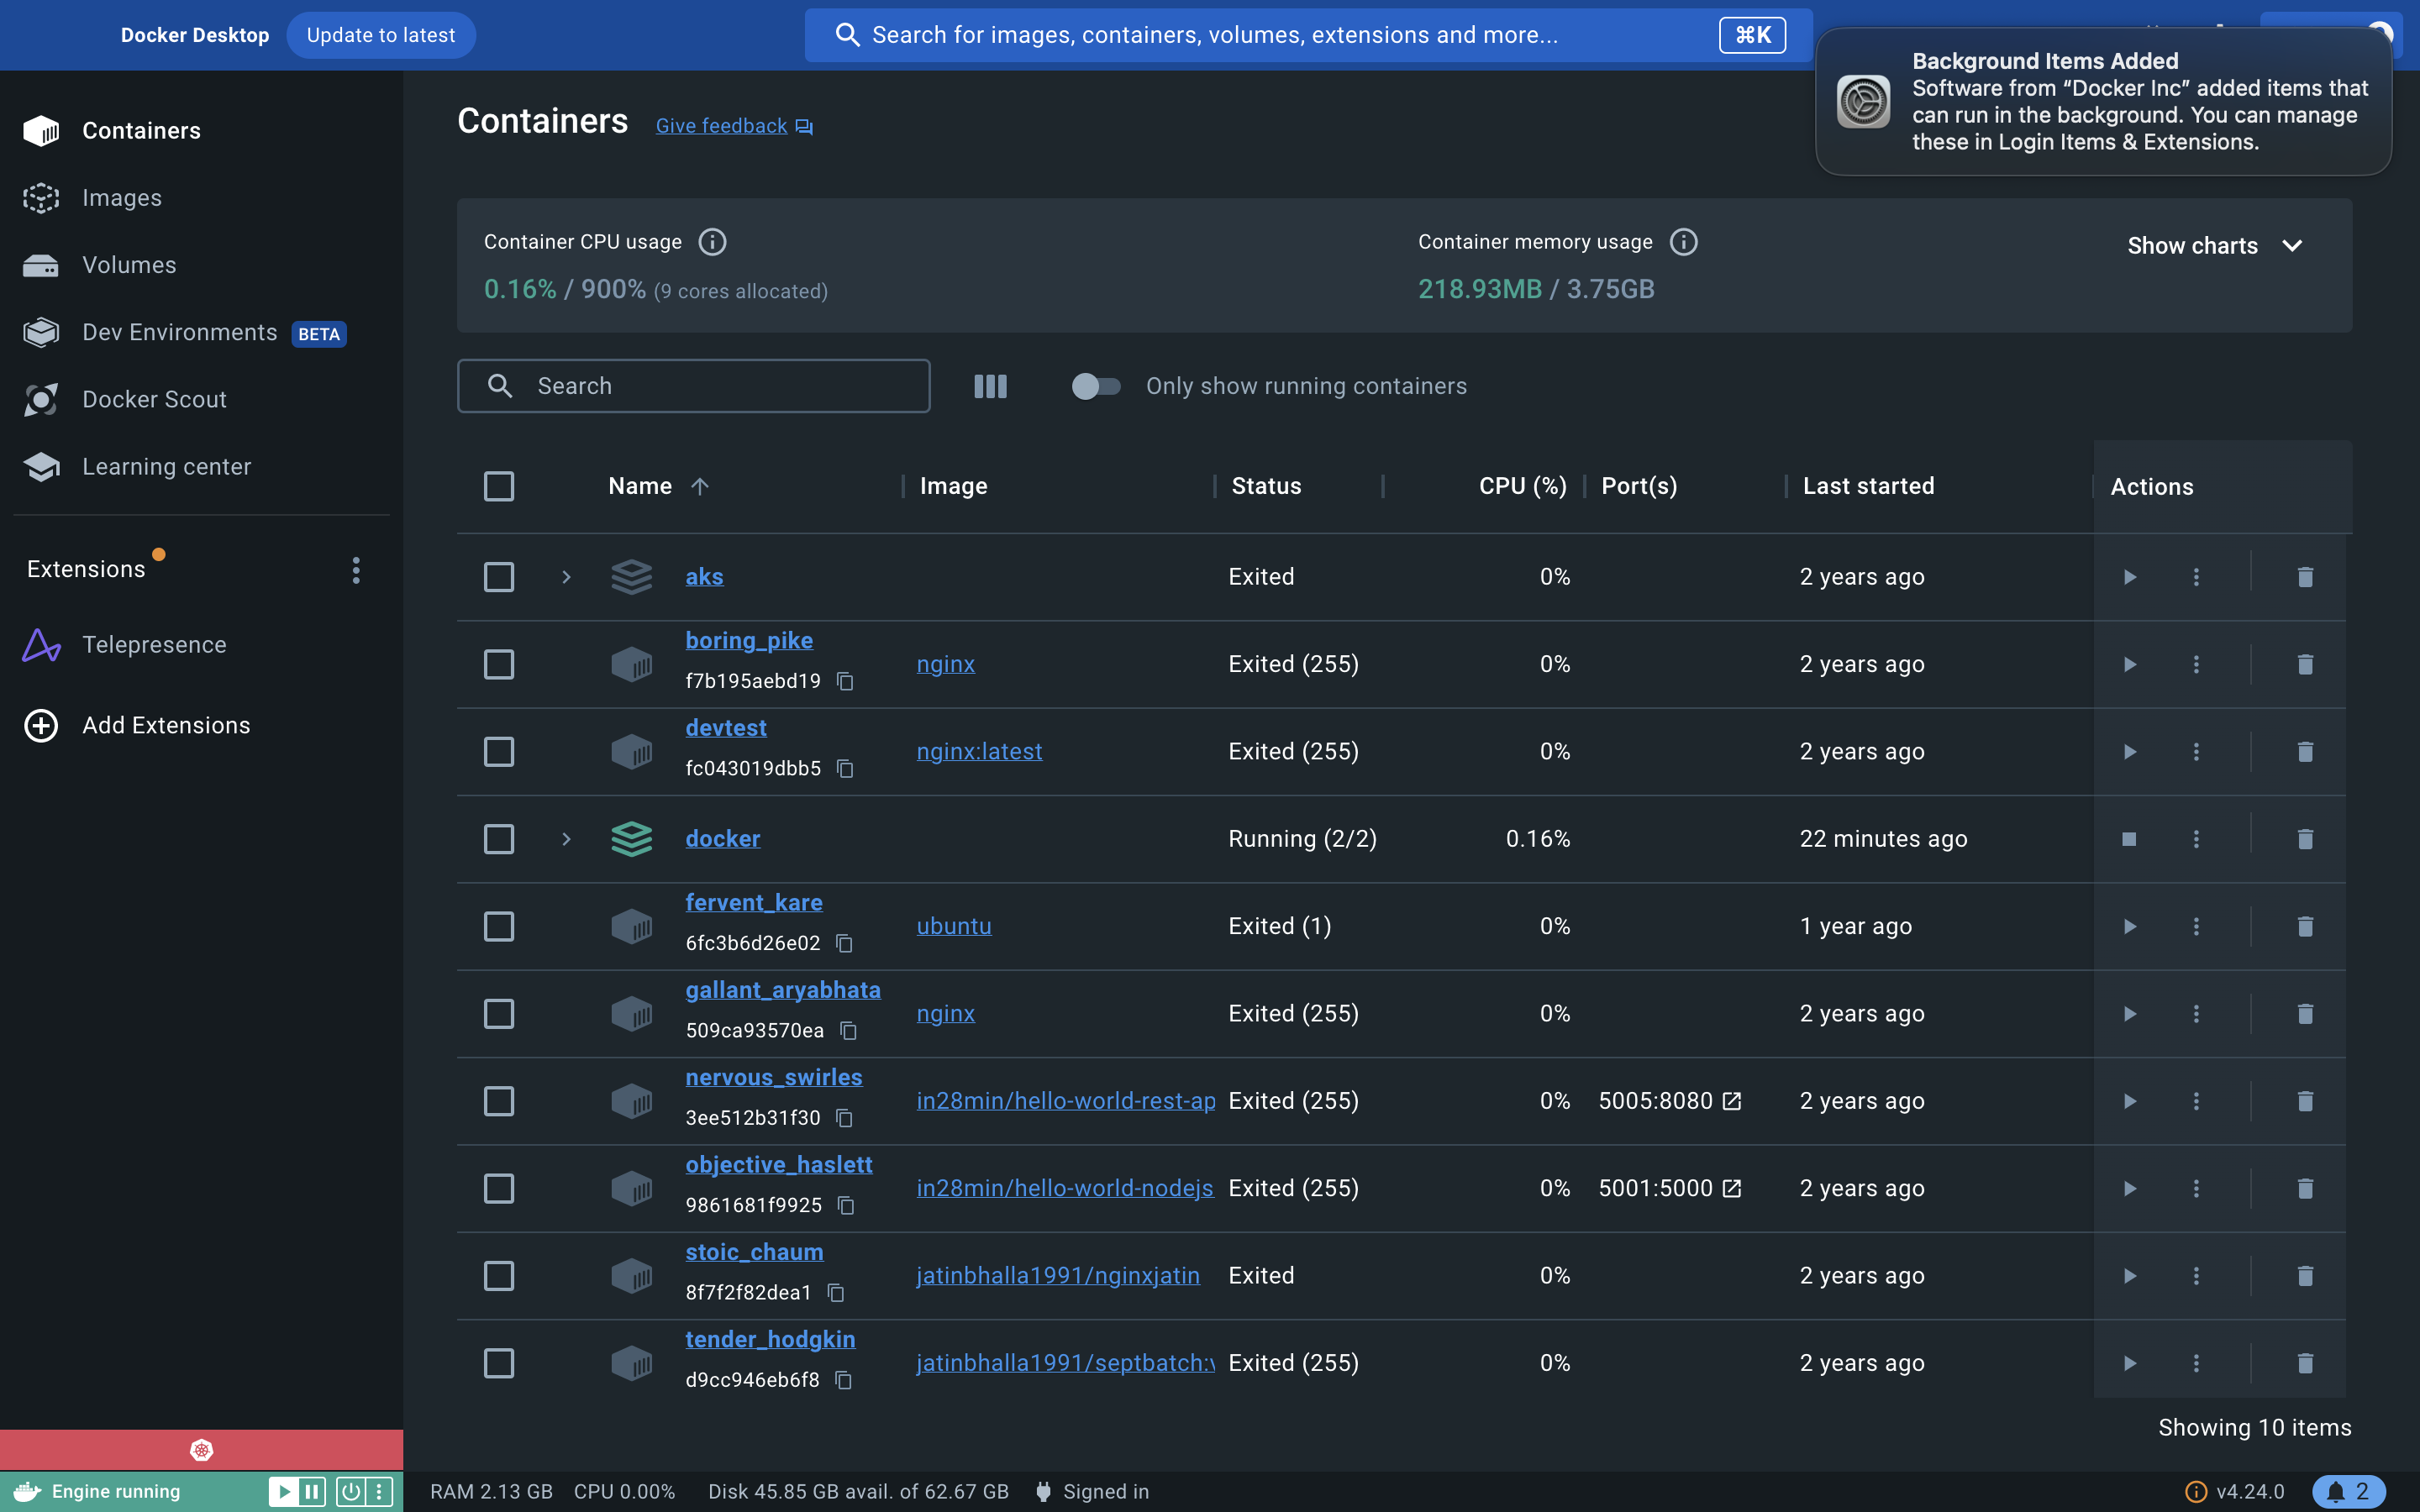 Docker Desktop
Update to latest
Search for images, containers, volumes, extensions and more...
⌘K
Background Items Added
Software from “Docker Inc” added items that
can run in the background. You can manage
these in Login Items & Extensions.
Containers
Images
Volumes
Dev Environments BETA
Docker Scout
Learning center
Extensions
Telepresence
Add Extensions
Containers Give feedback
Container CPU usage
0.16% / 900% (9 cores allocated)
Container memory usage
218.93MB / 3.75GB
Show charts
Search
Only show running containers
Name Image Status CPU (%) Port(s) Last started Actions
aks Exited 0% 2 years ago
boring_pike
f7b195aebd19
nginx Exited (255) 0% 2 years ago
devtest
fc043019dbb5
nginx:latest Exited (255) 0% 2 years ago
docker Running (2/2) 0.16% 22 minutes ago
fervent_kare
6fc3b6d26e02
ubuntu Exited (1) 0% 1 year ago
gallant_aryabhata
509ca93570ea
nginx Exited (255) 0% 2 years ago
nervous_swirles
3ee512b31f30
in28min/hello-world-rest-ap Exited (255) 0% 5005:8080 2 years ago
objective_haslett
9861681f9925
in28min/hello-world-nodejs Exited (255) 0% 5001:5000 2 years ago
stoic_chaum
8f7f2f82dea1
jatinbhalla1991/nginxjatin Exited 0% 2 years ago
tender_hodgkin
d9cc946eb6f8
jatinbhalla1991/septbatch:v Exited (255) 0% 2 years ago
Showing 10 items
Engine running
RAM 2.13 GB CPU 0.00% Disk 45.85 GB avail. of 62.67 GB Signed in
v4.24.0
2